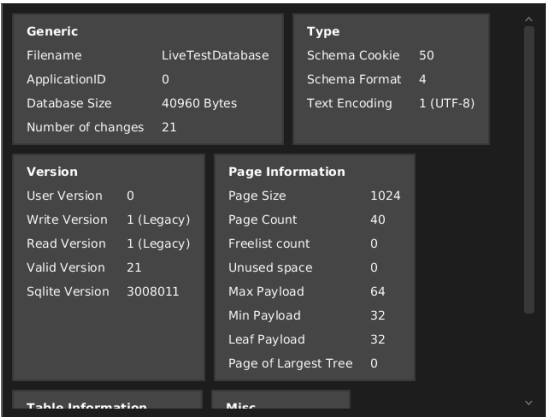 Generic
Filename LiveTestDatabase
ApplicationID 0
Database Size 40960 Bytes
Number of changes 21
Type
Schema Cookie 50
Schema Format 4
Text Encoding 1 (UTF-8)
Version
User Version 0
Write Version 1 (Legacy)
Read Version 1 (Legacy)
Valid Version 21
Sqlite Version 3008011
Page Information
Page Size 1024
Page Count 40
Freelist count 0
Unused space 0
Max Payload 64
Min Payload 32
Leaf Payload 32
Page of Largest Tree 0
Table Information
Misc